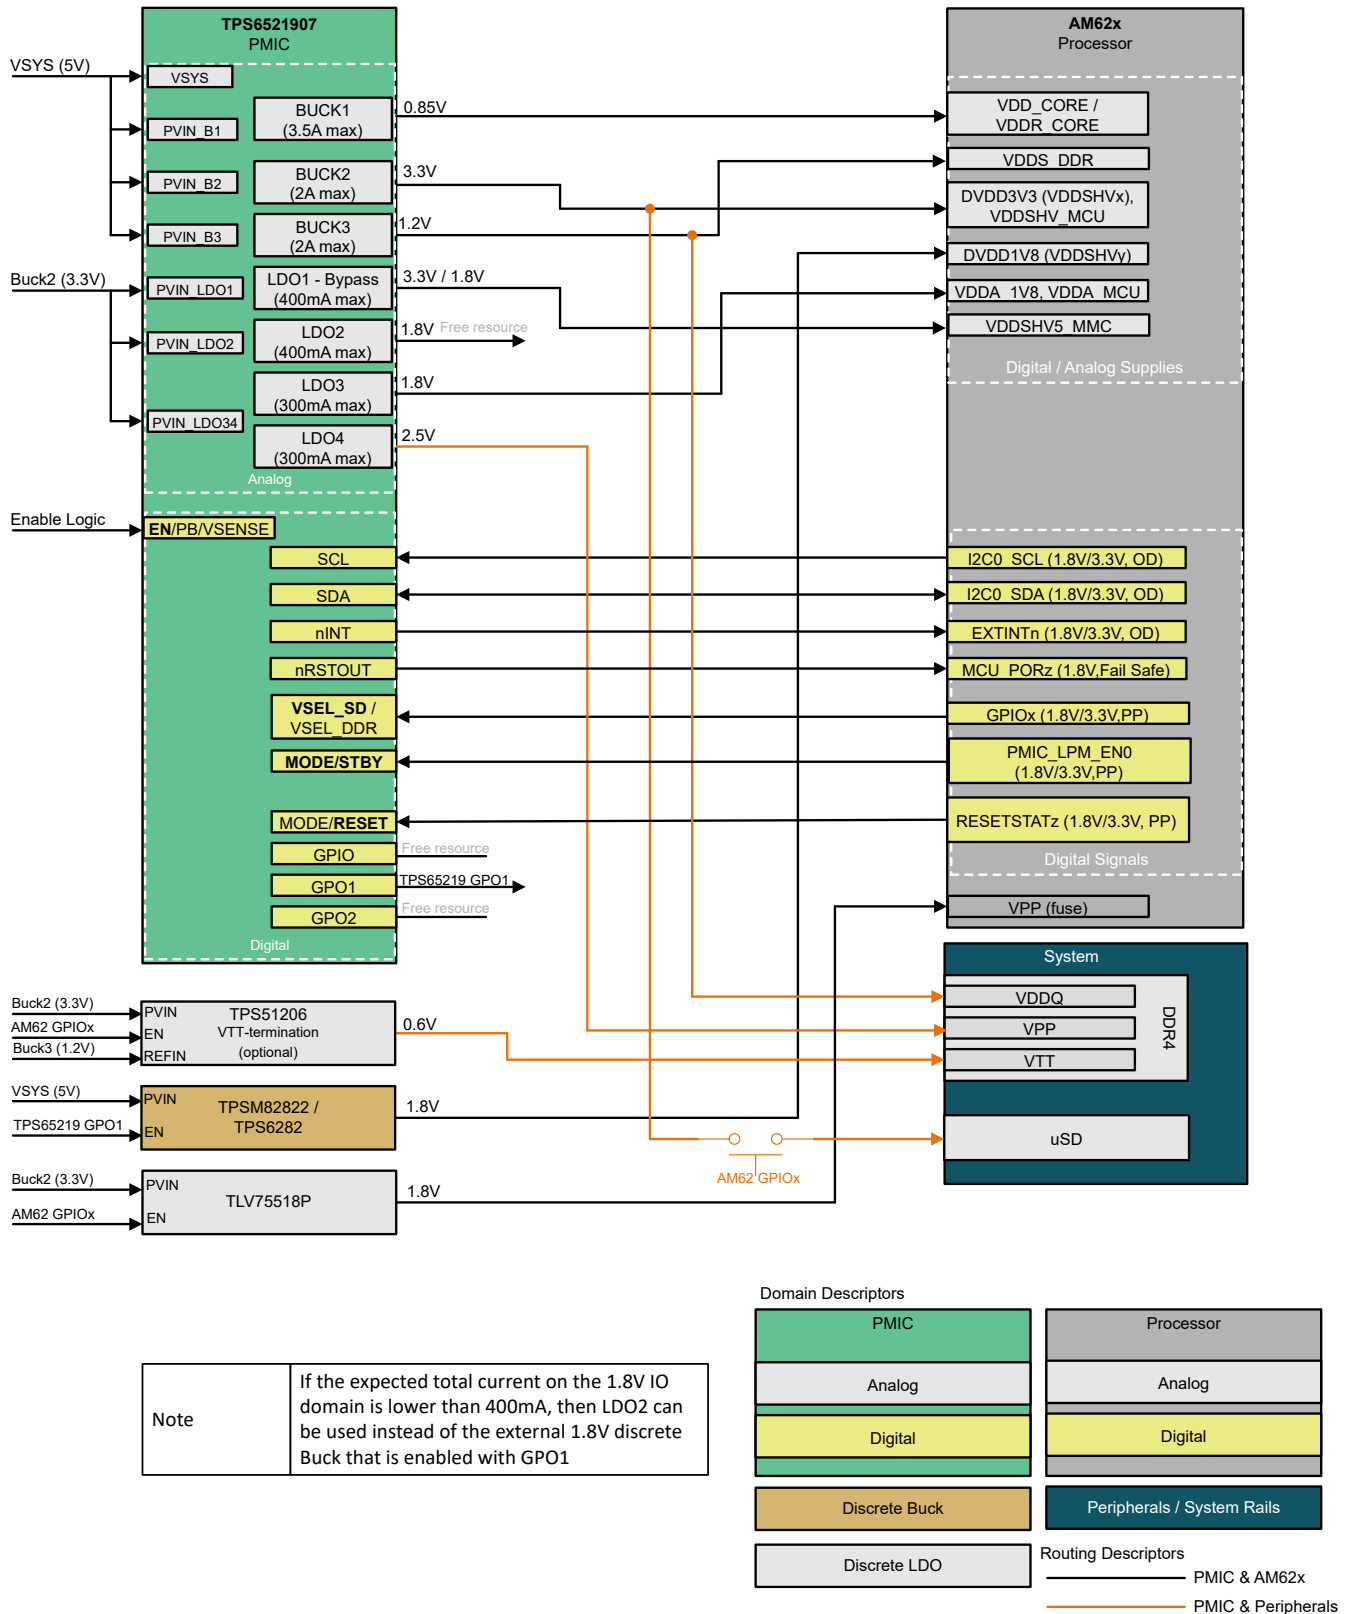 TPS6521907
PMIC
VSYS (5V)
VSYS
PVIN_B1
PVIN_B2
PVIN_B3
Buck2 (3.3V)
PVIN_LDO1
PVIN_LDO2
PVIN_LDO34
BUCK1
(3.5A max)
0.85V
BUCK2
(2A max)
3.3V
BUCK3
(2A max)
1.2V
LDO1 - Bypass
(400mA max)
3.3V / 1.8V
LDO2
(400mA max)
1.8V
Free resource
LDO3
(300mA max)
1.8V
LDO4
(300mA max)
2.5V
Analog
Enable Logic
EN/PB/VSENSE
SCL
SDA
nINT
nRSTOUT
VSEL_SD /
VSEL_DDR
MODE/STBY
MODE/RESET
GPIO
Free resource
GPO1
TPS65219 GPO1
GPO2
Free resource
Digital
AM62x
Processor
VDD_CORE /
VDDR_CORE
VDDS_DDR
DVDD3V3 (VDDSHVx),
VDDSHV_MCU
DVDD1V8 (VDDSHVy)
VDDA_1V8, VDDA_MCU
VDDSHV5_MMC
Digital / Analog Supplies
I2C0_SCL (1.8V/3.3V, OD)
I2C0_SDA (1.8V/3.3V, OD)
EXTINTn (1.8V/3.3V, OD)
MCU_PORz (1.8V,Fail Safe)
GPIOx (1.8V/3.3V,PP)
PMIC_LPM_EN0
(1.8V/3.3V,PP)
RESETSTATz (1.8V/3.3V, PP)
Digital Signals
VPP (fuse)
System
VDDQ
VPP
VTT
DDR4
uSD
Buck2 (3.3V)
AM62 GPIOx
Buck3 (1.2V)
PVIN
EN
REFIN
TPS51206
VTT-termination
(optional)
0.6V
VSYS (5V)
TPS65219 GPO1
PVIN
EN
TPSM82822 /
TPS6282
1.8V
AM62 GPIOx
Buck2 (3.3V)
AM62 GPIOx
PVIN
EN
TLV75518P
1.8V
Note
If the expected total current on the 1.8V IO
domain is lower than 400mA, then LDO2 can
be used instead of the external 1.8V discrete
Buck that is enabled with GPO1
Domain Descriptors
PMIC
Analog
Digital
Processor
Analog
Digital
Discrete Buck
Peripherals / System Rails
Discrete LDO
Routing Descriptors
PMIC & AM62x
PMIC & Peripherals